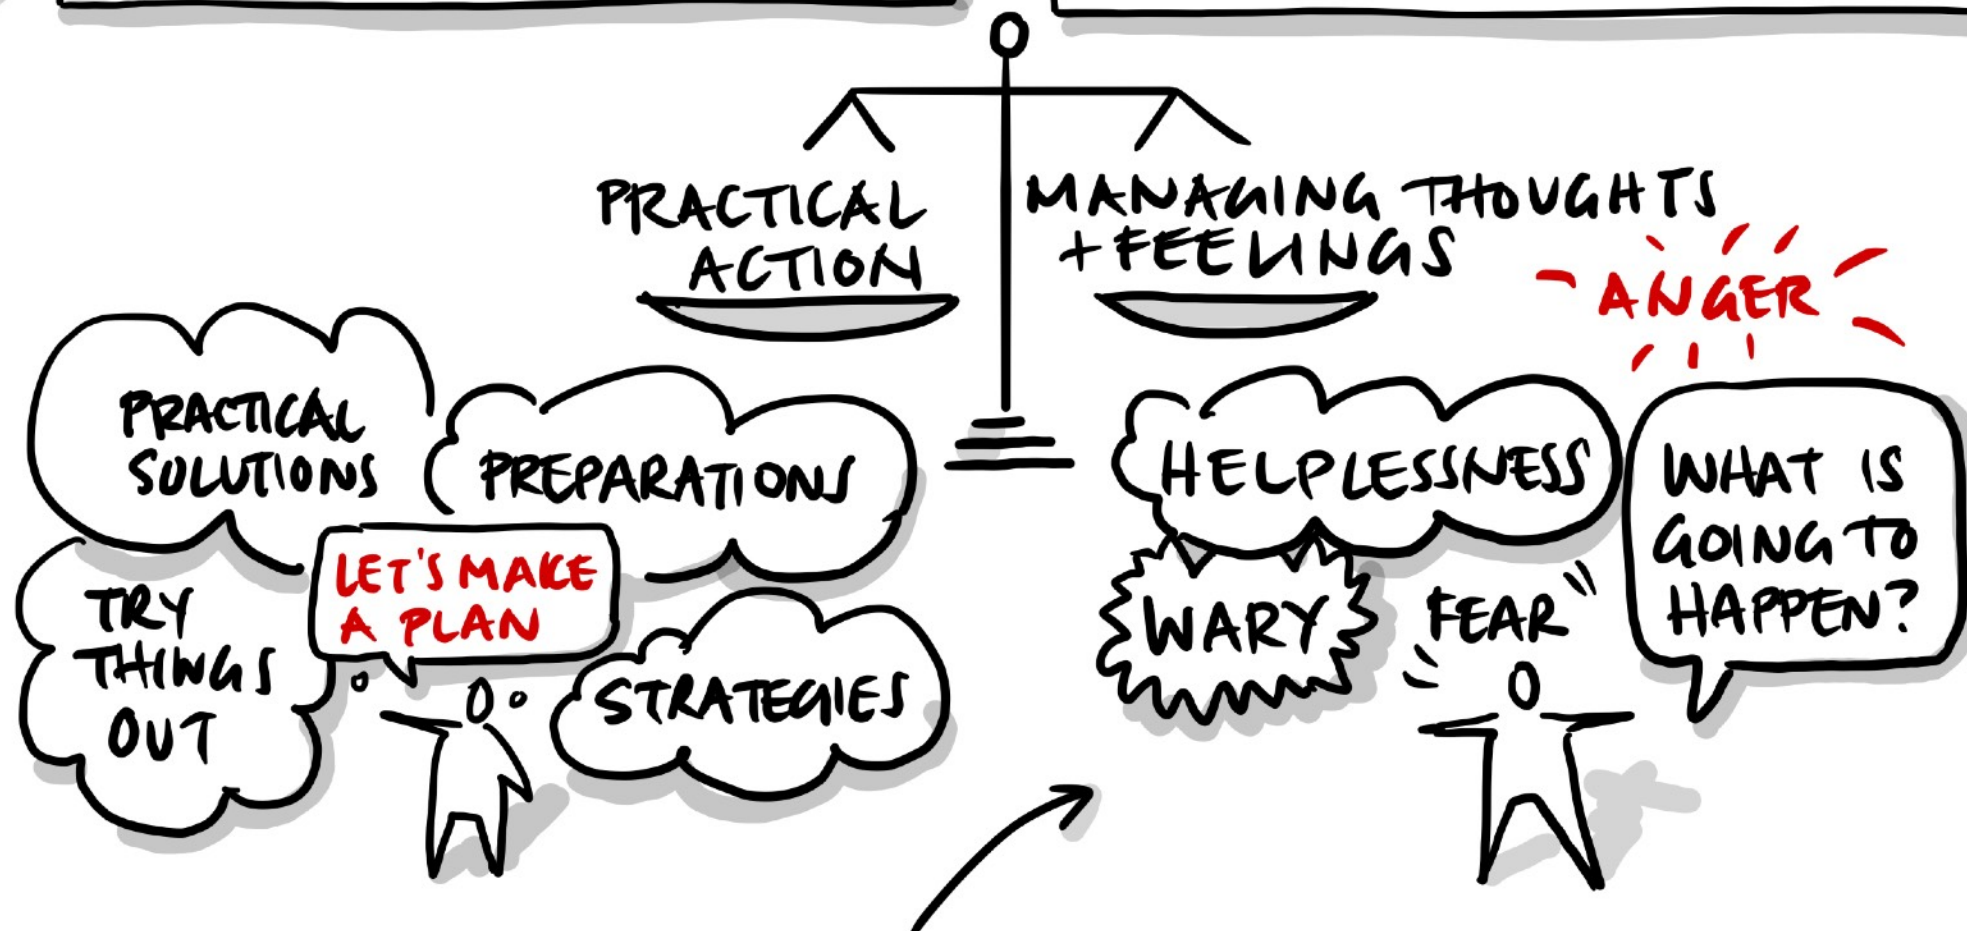 PRACTICAL
ACTION
MANAGING THOUGHTS
+ FEELINGS
ANGER
PRACTICAL
SOLUTIONS
PREPARATIONS
LET'S MAKE
A PLAN
TRY
THINGS
OUT
STRATEGIES
HELPLESSNESS
WARY
FEAR
WHAT IS
GOING TO
HAPPEN?